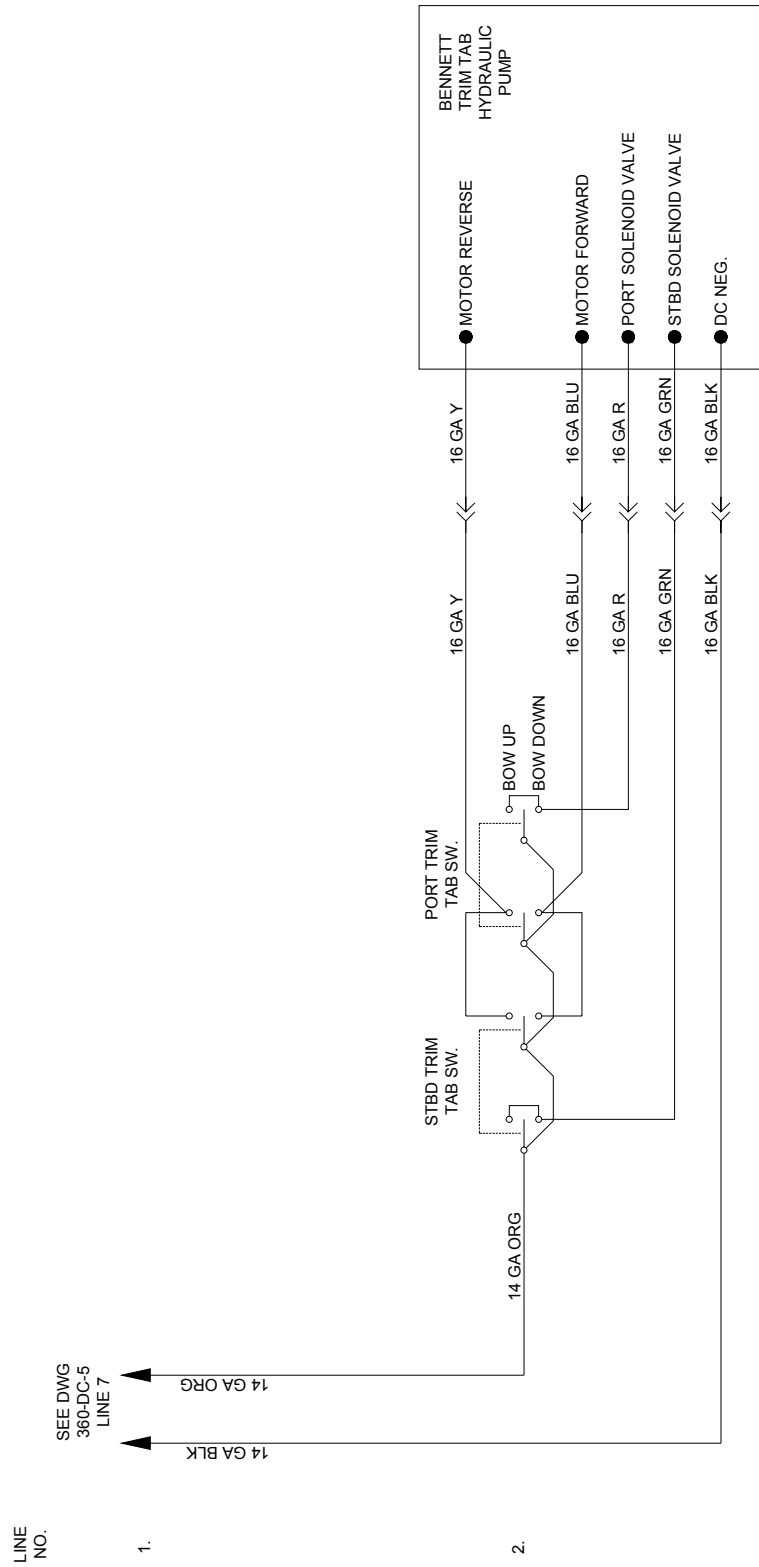 LINE
NO.
1.
2.
SEE DWG
360-DC-5
LINE 7
14 GA BLK
14 GA ORG
14 GA ORG
STBD TRIM
TAB SW.
PORT TRIM
TAB SW.
BOW UP
BOW DOWN
16 GA Y
16 GA BLU
16 GA R
16 GA GRN
16 GA BLK
16 GA Y
16 GA BLU
16 GA R
16 GA GRN
16 GA BLK
BENNETT
TRIM TAB
HYDRAULIC
PUMP
MOTOR REVERSE
MOTOR FORWARD
PORT SOLENOID VALVE
STBD SOLENOID VALVE
DC NEG.